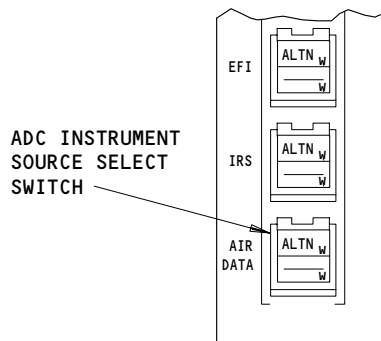 EFI
ALTN W
W
IRS
ALTN W
W
ADC INSTRUMENT
SOURCE SELECT
SWITCH
AIR
DATA
ALTN W
W